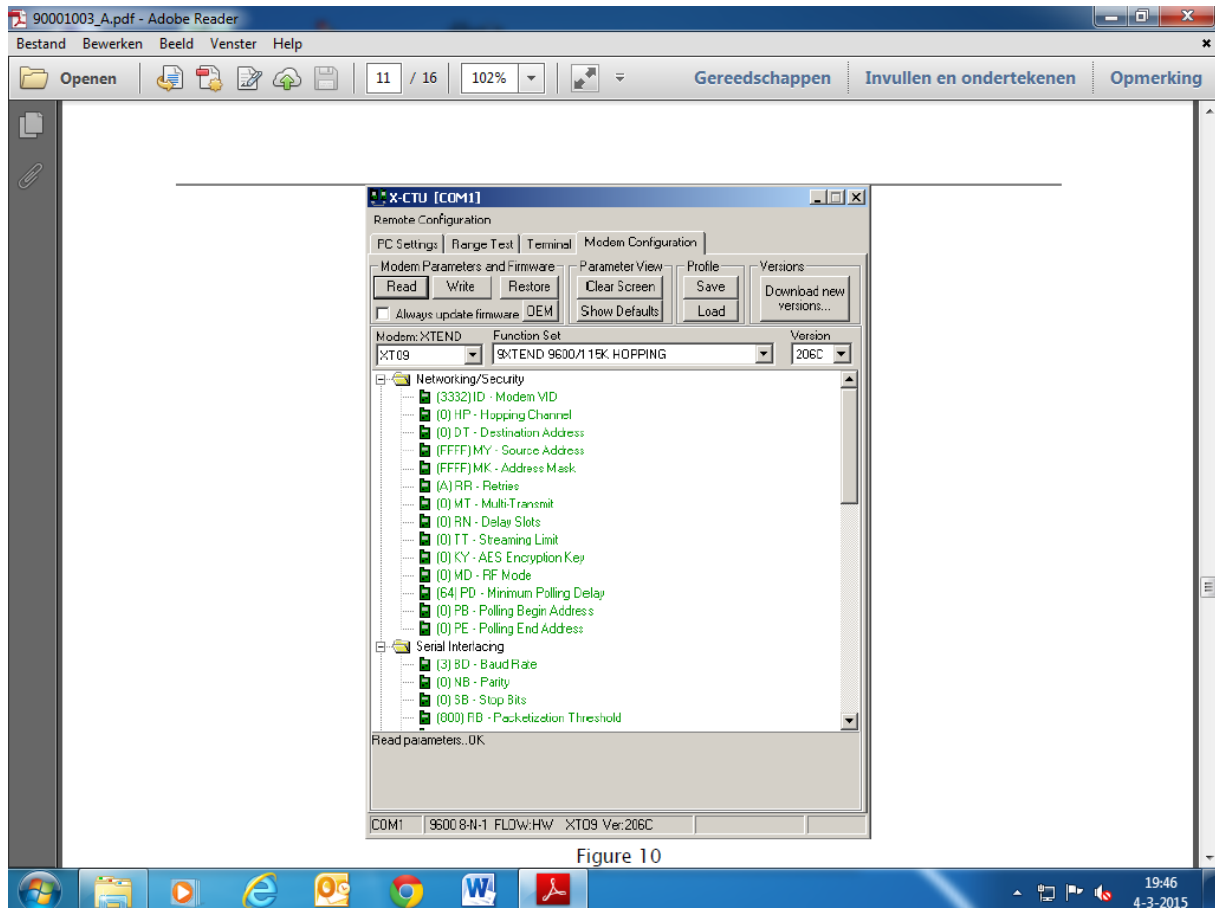 90001003_A.pdf - Adobe Reader
Bestand Bewerken Beeld Venster Help
Openen 11 / 16 102% Gereedschappen Invullen en ondertekenen Opmerking
X-CTU [COM1]
Remote Configuration
PC Settings Range Test Terminal Modem Configuration
Modem Parameters and Firmware Parameter View Profile Versions
Read Write Restore Clear Screen Save Download new versions...
Always update firmware OEM Show Defaults Load
Modem: XTEND Function Set Version
XT09 9XTEND 9600/115K HOPPING 206C
Networking/Security
(3332) ID - Modem VID
(0) HP - Hopping Channel
(0) DT - Destination Address
(FFFF) MY - Source Address
(FFFF) MK - Address Mask
(A) RR - Retries
(0) MT - Multi-Transmit
(0) RN - Delay Slots
(0) TT - Streaming Limit
(0) KY - AES Encryption Key
(0) MD - RF Mode
(64) PD - Minimum Polling Delay
(0) PB - Polling Begin Address
(0) PE - Polling End Address
Serial Interfacing
(3) BD - Baud Rate
(0) NB - Parity
(0) SB - Stop Bits
(800) RB - Packetization Threshold
Read parameters..OK
COM1 9600 8-N-1 FLOW:HW XT09 Ver:206C
Figure 10
19:46
4-3-2015